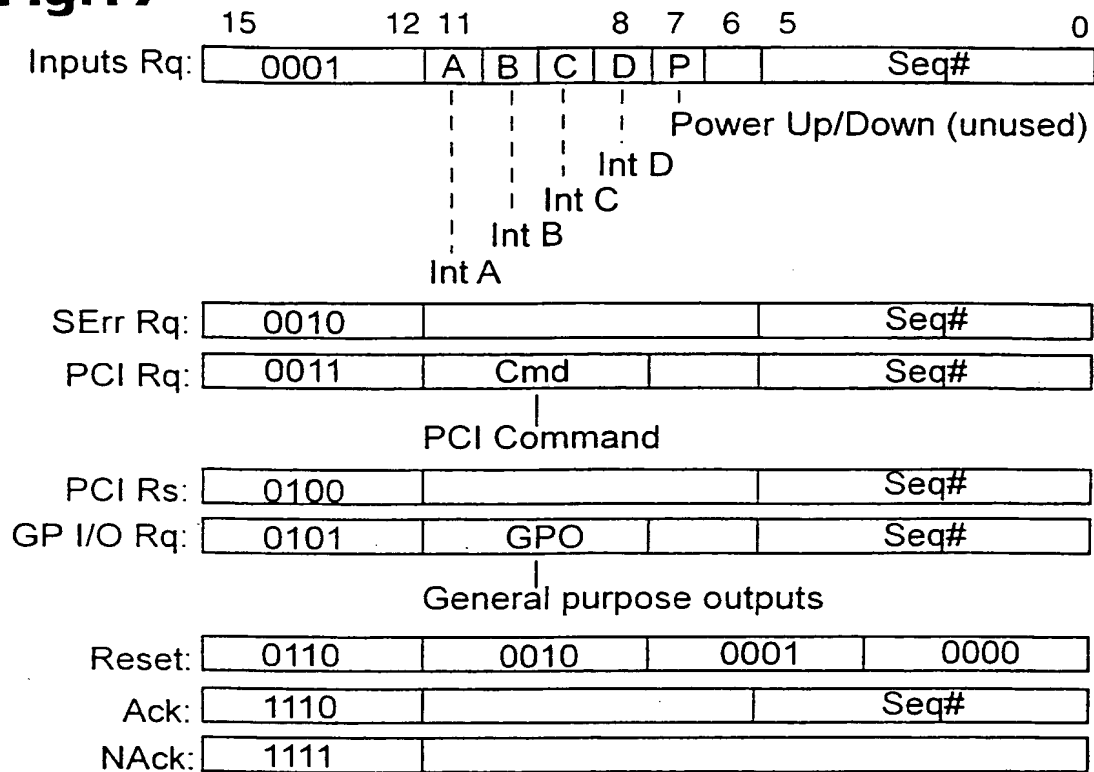 15 12 11 8 7 6 5 0
Inputs Rq: 0001 A B C D P Seq#
Power Up/Down (unused)
Int D
Int C
Int B
Int A
SErr Rq: 0010 Seq#
PCI Rq: 0011 Cmd Seq#
PCI Command
PCI Rs: 0100 Seq#
GP I/O Rq: 0101 GPO Seq#
General purpose outputs
Reset: 0110 0010 0001 0000
Ack: 1110 Seq#
NAck: 1111